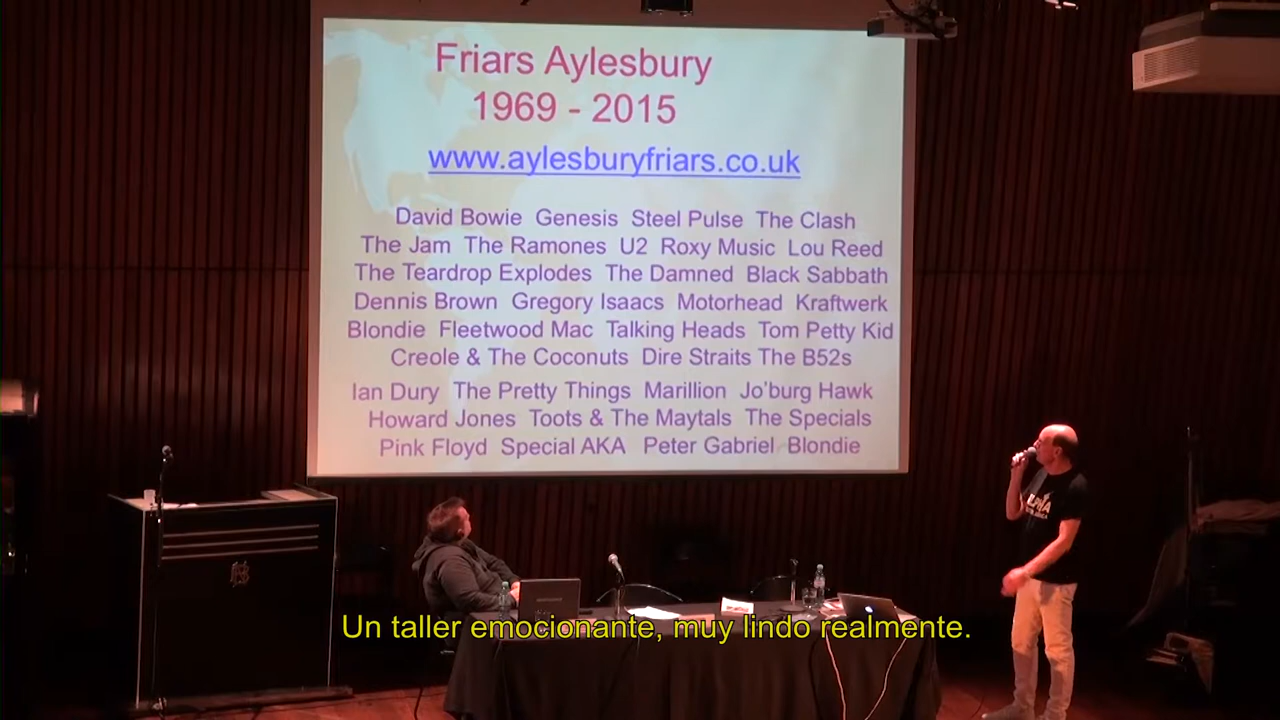 Friars Aylesbury
1969 - 2015
www.aylesburyfriars.co.uk
David Bowie Genesis Steel Pulse The Clash
The Jam The Ramones U2 Roxy Music Lou Reed
The Teardrop Explodes The Damned Black Sabbath
Dennis Brown Gregory Isaacs Motorhead Kraftwerk
Blondie Fleetwood Mac Talking Heads Tom Petty Kid
Creole & The Coconuts Dire Straits The B52s
Ian Dury The Pretty Things Marillion Jo'burg Hawk
Howard Jones Toots & The Maytals The Specials
Pink Floyd Special AKA Peter Gabriel Blondie
Un taller emocionante, muy lindo realmente.